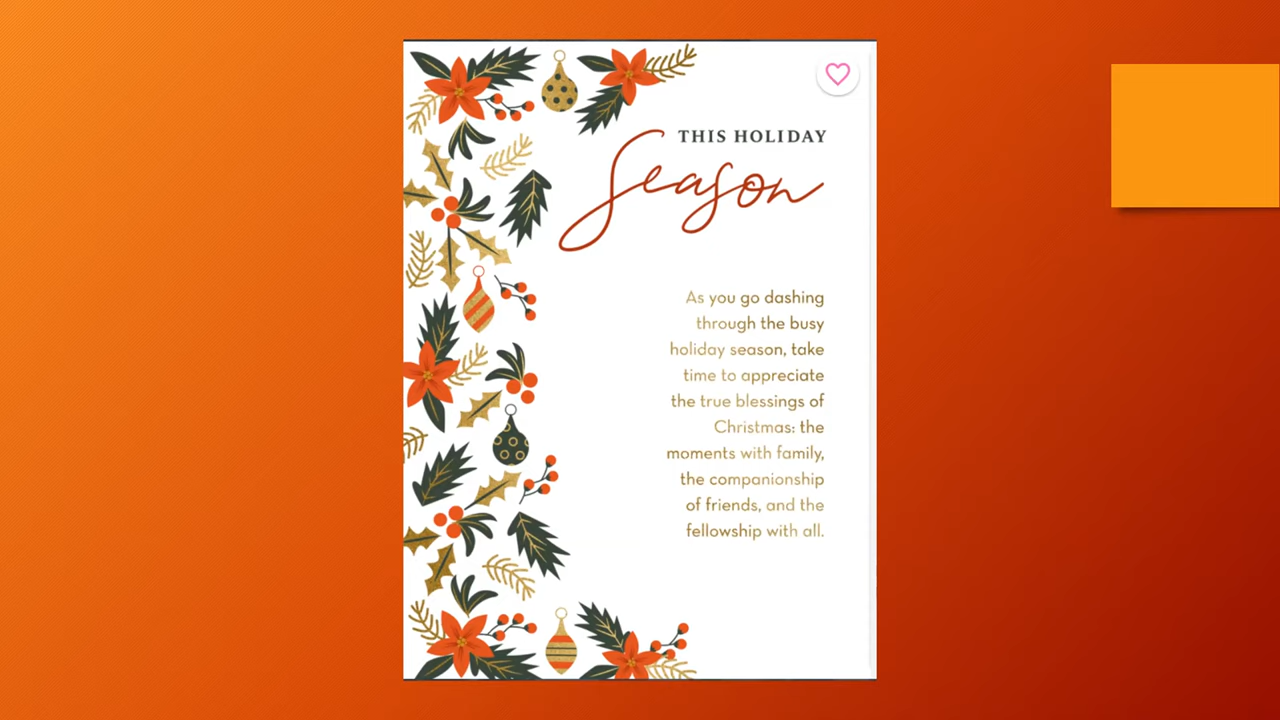 THIS HOLIDAY
Season
As you go dashing
through the busy
holiday season, take
time to appreciate
the true blessings of
Christmas: the
moments with family,
the companionship
of friends, and the
fellowship with all.